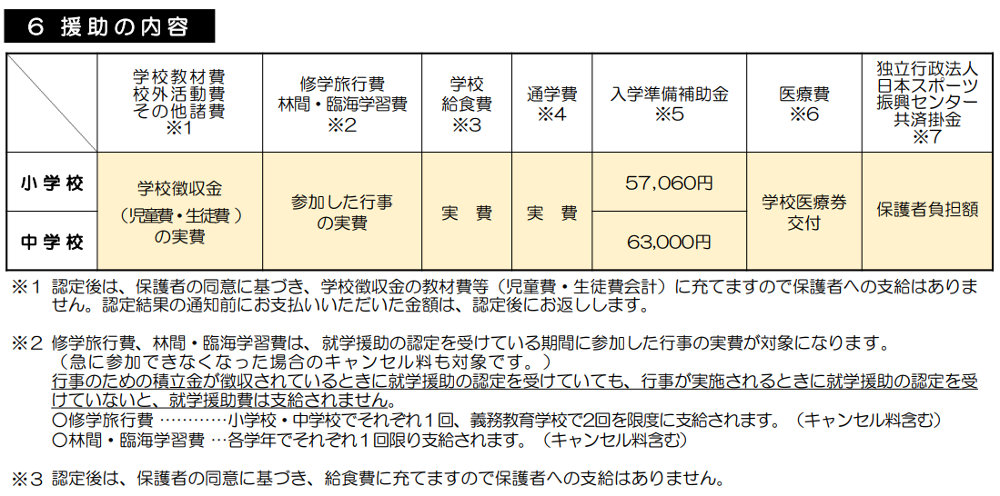 6 援助の内容
学校教材費
校外活動費
その他諸費
※1
修学旅行費
林間・臨海学習費
※2
学校
給食費
※3
通学費
※4
入学準備補助金
※5
医療費
※6
独立行政法人
日本スポーツ
振興センター
共済掛金
※7
小学校
中学校
学校徴収金
（児童費・生徒費）
の実費
参加した行事
の実費
実 費
実 費
57,060円
63,000円
学校医療券
交付
保護者負担額
※1 認定後は、保護者の同意に基づき、学校徴収金の教材費等（児童費・生徒費会計）に充てますので保護者への支給はありま
せん。認定結果の通知前にお支払いいただいた金額は、認定後にお返しします。
※2 修学旅行費、林間・臨海学習費は、就学援助の認定を受けている期間に参加した行事の実費が対象になります。
（急に参加できなくなった場合のキャンセル料も対象です。）
行事のための積立金が徴収されているときに就学援助の認定を受けていても、行事が実施されるときに就学援助の認定を受
けていないと、就学援助費は支給されません。
○修学旅行費 …………小学校・中学校でそれぞれ１回、義務教育学校で2回を限度に支給されます。（キャンセル料含む）
○林間・臨海学習費 …各学年でそれぞれ１回限り支給されます。（キャンセル料含む）
※3 認定後は、保護者の同意に基づき、給食費に充てますので保護者への支給はありません。